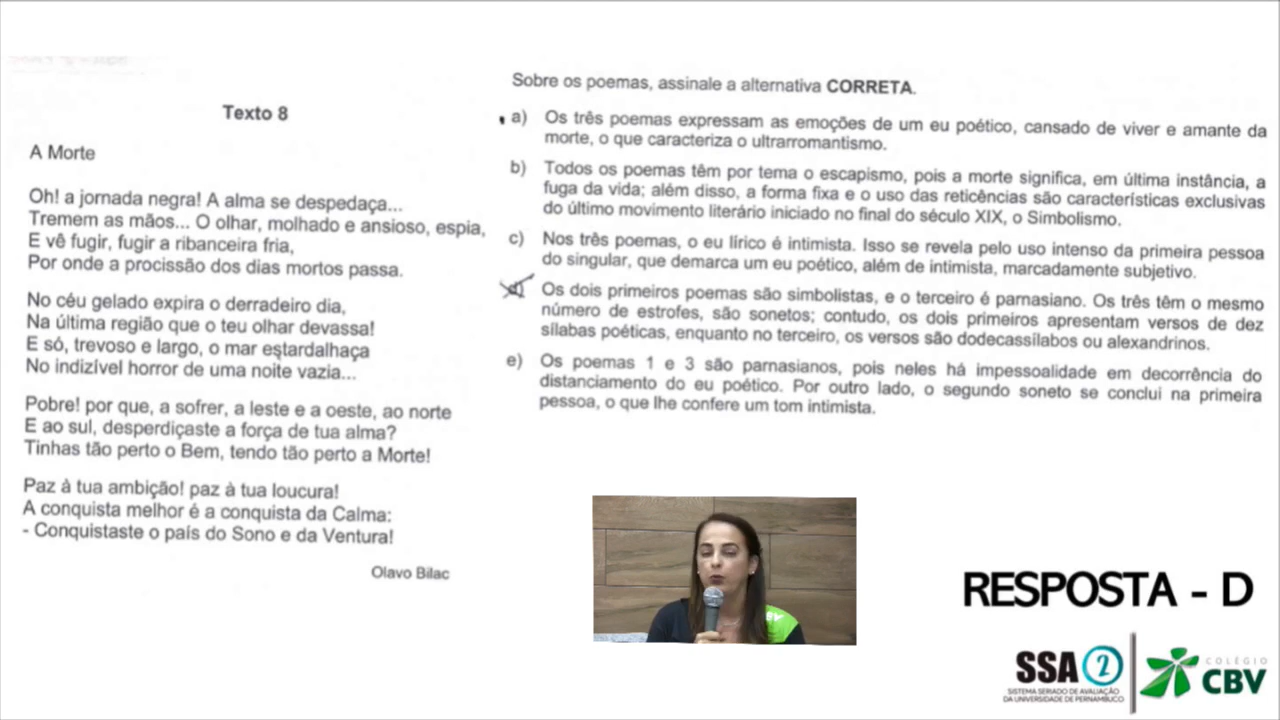 Texto 8
A Morte
Oh! a jornada negra! A alma se despedaça...
Tremem as mãos... O olhar, molhado e ansioso, espia,
E vê fugir, fugir a ribanceira fria,
Por onde a procissão dos dias mortos passa.
No céu gelado expira o derradeiro dia,
Na última região que o teu olhar devassa!
E só, trevoso e largo, o mar estardalhaça
No indizível horror de uma noite vazia...
Pobre! por que, a sofrer, a leste e a oeste, ao norte
E ao sul, desperdiçaste a força de tua alma?
Tinhas tão perto o Bem, tendo tão perto a Morte!
Paz à tua ambição! paz à tua loucura!
A conquista melhor é a conquista da Calma:
- Conquistaste o país do Sono e da Ventura!
Olavo Bilac
Sobre os poemas, assinale a alternativa CORRETA.
a) Os três poemas expressam as emoções de um eu poético, cansado de viver e amante da
morte, o que caracteriza o ultrarromantismo.
b) Todos os poemas têm por tema o escapismo, pois a morte significa, em última instância, a
fuga da vida; além disso, a forma fixa e o uso das reticências são características exclusivas
do último movimento literário iniciado no final do século XIX, o Simbolismo.
c) Nos três poemas, o eu lírico é intimista. Isso se revela pelo uso intenso da primeira pessoa
do singular, que demarca um eu poético, além de intimista, marcadamente subjetivo.
d) Os dois primeiros poemas são simbolistas, e o terceiro é parnasiano. Os três têm o mesmo
número de estrofes, são sonetos; contudo, os dois primeiros apresentam versos de dez
sílabas poéticas, enquanto no terceiro, os versos são dodecassílabos ou alexandrinos.
e) Os poemas 1 e 3 são parnasianos, pois neles há impessoalidade em decorrência do
distanciamento do eu poético. Por outro lado, o segundo soneto se conclui na primeira
pessoa, o que lhe confere um tom intimista.
RESPOSTA - D
SSA 2
SISTEMA SERIADO DE AVALIAÇÃO
DA UNIVERSIDADE DE PERNAMBUCO
COLÉGIO
CBV